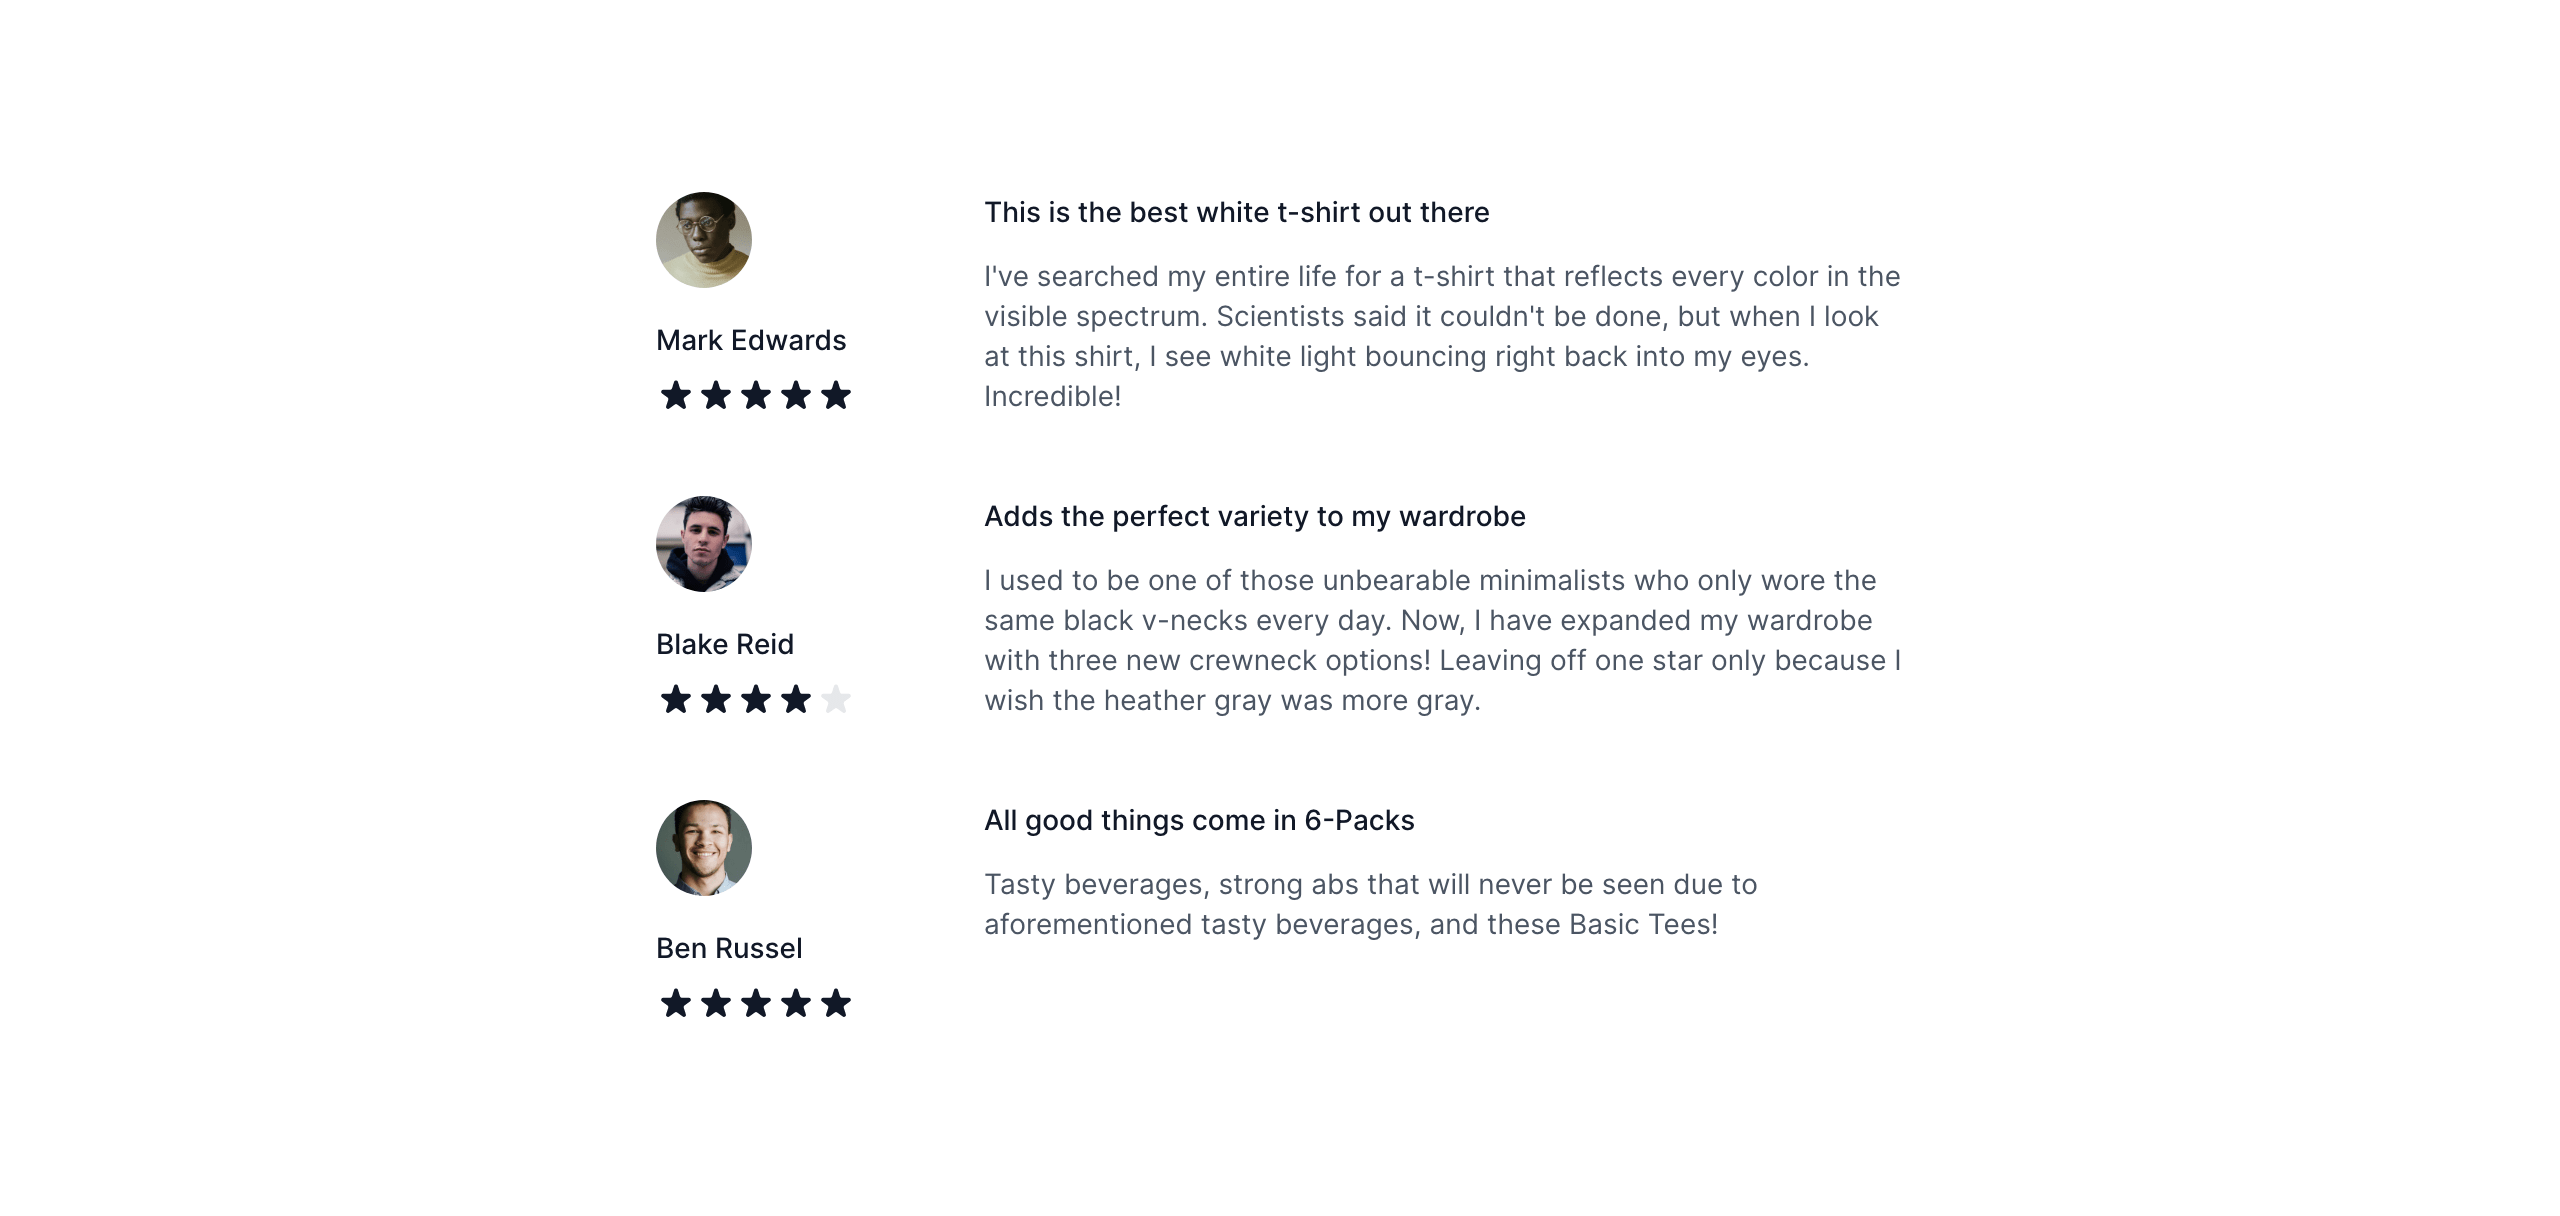 This is the best white t-shirt out there
I've searched my entire life for a t-shirt that reflects every color in the
visible spectrum. Scientists said it couldn't be done, but when I look
at this shirt, I see white light bouncing right back into my eyes.
Incredible!
Mark Edwards
Adds the perfect variety to my wardrobe
I used to be one of those unbearable minimalists who only wore the
same black v-necks every day. Now, I have expanded my wardrobe
with three new crewneck options! Leaving off one star only because I
wish the heather gray was more gray.
Blake Reid
All good things come in 6-Packs
Tasty beverages, strong abs that will never be seen due to
aforementioned tasty beverages, and these Basic Tees!
Ben Russel